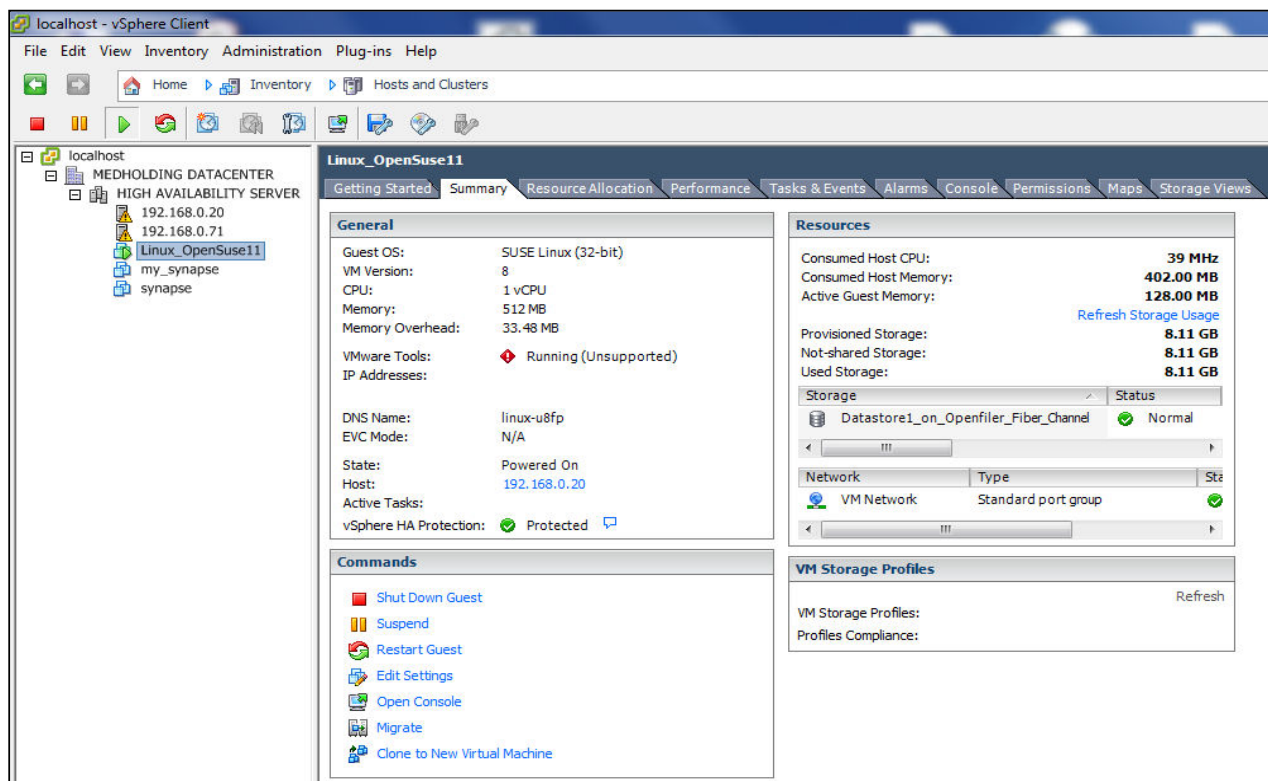 localhost - vSphere Client
File Edit View Inventory Administration Plug-ins Help
Home Inventory Hosts and Clusters
localhost
MEDHOLDING DATACENTER
HIGH AVAILABILITY SERVER
192.168.0.20
192.168.0.71
Linux_OpenSuse11
my_synapse
synapse
Linux_OpenSuse11
Getting Started Summary Resource Allocation Performance Tasks & Events Alarms Console Permissions Maps Storage Views
General
Guest OS: SUSE Linux (32-bit)
VM Version: 8
CPU: 1 vCPU
Memory: 512 MB
Memory Overhead: 33.48 MB
VMware Tools: Running (Unsupported)
IP Addresses:
DNS Name: linux-u8fp
EVC Mode: N/A
State: Powered On
Host: 192.168.0.20
Active Tasks:
vSphere HA Protection: Protected
Commands
Shut Down Guest
Suspend
Restart Guest
Edit Settings
Open Console
Migrate
Clone to New Virtual Machine
Resources
Consumed Host CPU: 39 MHz
Consumed Host Memory: 402.00 MB
Active Guest Memory: 128.00 MB
Refresh Storage Usage
Provisioned Storage: 8.11 GB
Not-shared Storage: 8.11 GB
Used Storage: 8.11 GB
Storage Status
Datastore1_on_Openfiler_Fiber_Channel Normal
Network Type Sta
VM Network Standard port group
VM Storage Profiles
Refresh
VM Storage Profiles:
Profiles Compliance: